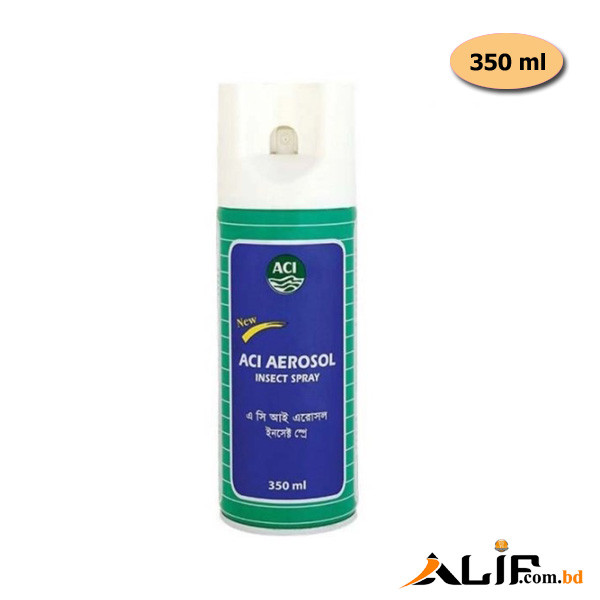 350 ml
ACI
New
ACI AEROSOL
INSECT SPRAY
এ সি আই এরোসল
ইনসেক্ট স্প্রে
350 ml
ALIF.com.bd